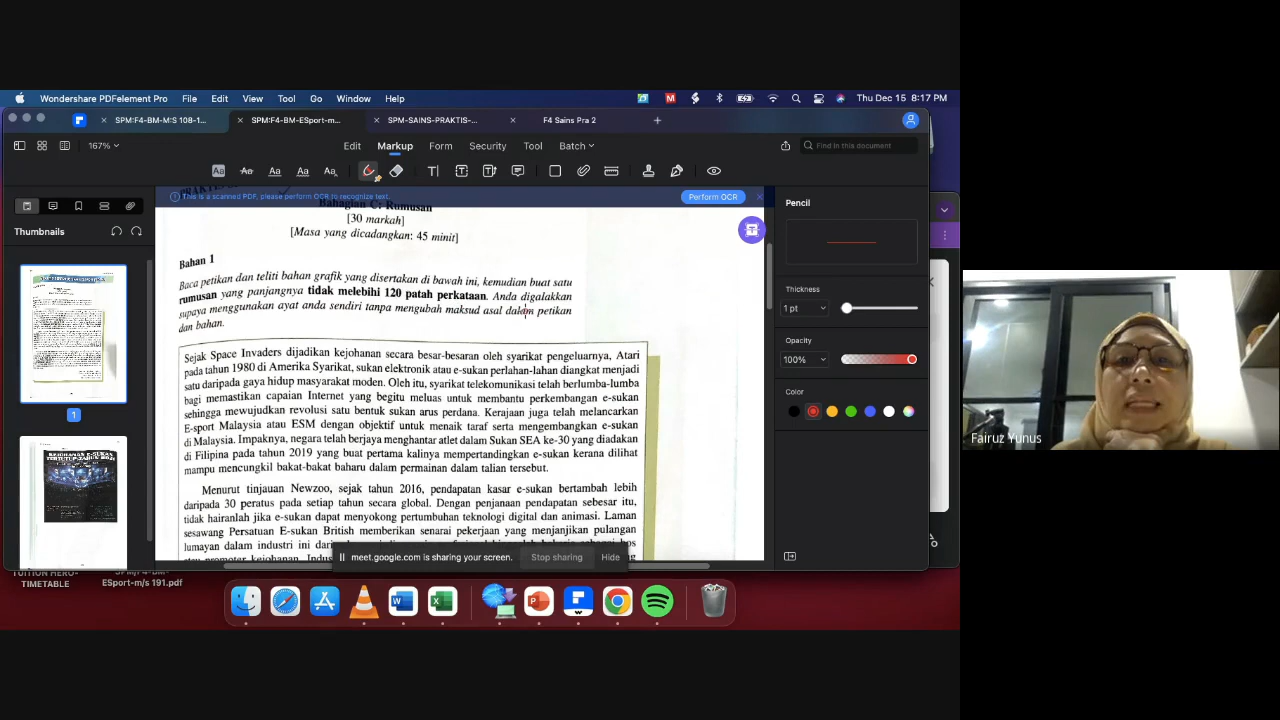 Wondershare PDFelement Pro File Edit View Tool Go Window Help Thu Dec 15 8:17 PM
SPM:F4-BM-M:S 108-1... SPM:F4-BM-ESport-m... SPM-SAINS-PRAKTIS-... F4 Sains Pra 2
167% Edit Markup Form Security Tool Batch Find in this document
This is a scanned PDF, please perform OCR to recognize text. Perform OCR
Thumbnails
1
Bahagian C: Rumusan
[30 markah]
[Masa yang dicadangkan: 45 minit]
Bahan 1
Baca petikan dan teliti bahan grafik yang disertakan di bawah ini, kemudian buat satu
rumusan yang panjangnya tidak melebihi 120 patah perkataan. Anda digalakkan
supaya menggunakan ayat anda sendiri tanpa mengubah maksud asal dalam petikan
dan bahan.
Sejak Space Invaders dijadikan kejohanan secara besar-besaran oleh syarikat pengeluarnya, Atari
pada tahun 1980 di Amerika Syarikat, sukan elektronik atau e-sukan perlahan-lahan diangkat menjadi
satu daripada gaya hidup masyarakat moden. Oleh itu, syarikat telekomunikasi telah berlumba-lumba
bagi memastikan capaian Internet yang begitu meluas untuk membantu perkembangan e-sukan
sehingga mewujudkan revolusi satu bentuk sukan arus perdana. Kerajaan juga telah melancarkan
E-sport Malaysia atau ESM dengan objektif untuk menaik taraf serta mengembangkan e-sukan
di Malaysia. Impaknya, negara telah berjaya menghantar atlet dalam Sukan SEA ke-30 yang diadakan
di Filipina pada tahun 2019 yang buat pertama kalinya mempertandingkan e-sukan kerana dilihat
mampu mencungkil bakat-bakat baharu dalam permainan dalam talian tersebut.
Menurut tinjauan Newzoo, sejak tahun 2016, pendapatan kasar e-sukan bertambah lebih
daripada 30 peratus pada setiap tahun secara global. Dengan penjanaan pendapatan sebesar itu,
tidak hairanlah jika e-sukan dapat menyokong pertumbuhan teknologi digital dan animasi. Laman
sesawang Persatuan E-sukan British memberikan senarai pekerjaan yang menjanjikan pulangan
lumayan dalam industri ini
Pencil
Thickness
1 pt
Opacity
100%
Color
meet.google.com is sharing your screen. Stop sharing Hide
TUITION HERO-
TIMETABLE
SPM:F4-BM-
ESport-m/s 191.pdf
Fairuz Yunus